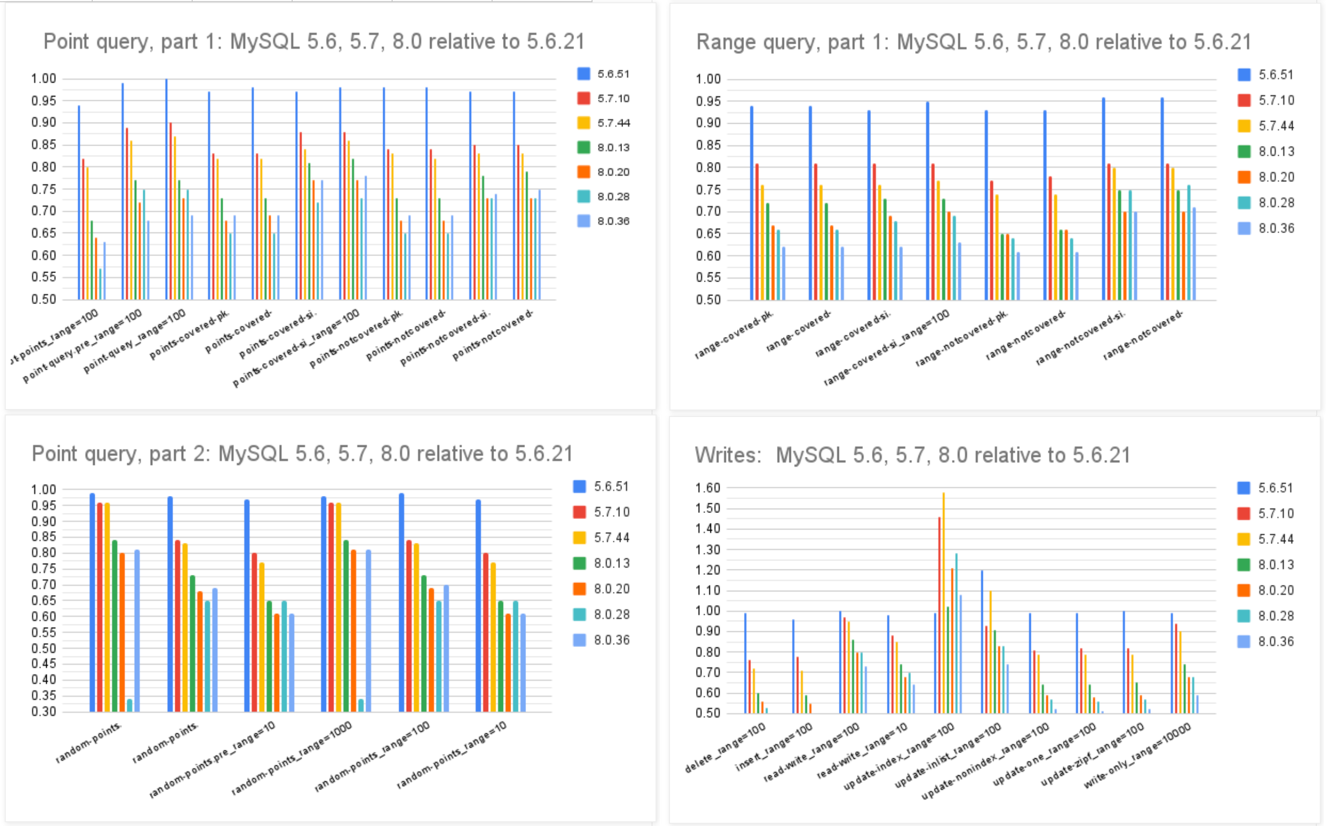 Point query, part 1: MySQL 5.6, 5.7, 8.0 relative to 5.6.21
1.00
0.95
0.90
0.85
0.80
0.75
0.70
0.65
0.60
0.55
0.50
5.6.51
5.7.10
5.7.44
8.0.13
8.0.20
8.0.28
8.0.36
t-points_range=100
point-query.pre_range=100
point-query_range=100
points-covered-pk.
points-covered-
points-covered-si.
points-covered-si_range=100
points-notcovered-pk.
points-notcovered-
points-notcovered-si.
points-notcovered-
Range query, part 1: MySQL 5.6, 5.7, 8.0 relative to 5.6.21
1.00
0.95
0.90
0.85
0.80
0.75
0.70
0.65
0.60
0.55
0.50
5.6.51
5.7.10
5.7.44
8.0.13
8.0.20
8.0.28
8.0.36
range-covered-pk.
range-covered-
range-covered-si.
range-covered-si_range=100
range-notcovered-pk.
range-notcovered-
range-notcovered-si.
range-notcovered-
Point query, part 2: MySQL 5.6, 5.7, 8.0 relative to 5.6.21
1.00
0.95
0.90
0.85
0.80
0.75
0.70
0.65
0.60
0.55
0.50
0.45
0.40
0.35
0.30
5.6.51
5.7.10
5.7.44
8.0.13
8.0.20
8.0.28
8.0.36
random-points.
random-points.
random-points.pre_range=10
random-points_range=1000
random-points_range=100
random-points_range=10
Writes: MySQL 5.6, 5.7, 8.0 relative to 5.6.21
1.60
1.50
1.40
1.30
1.20
1.10
1.00
0.90
0.80
0.70
0.60
0.50
5.6.51
5.7.10
5.7.44
8.0.13
8.0.20
8.0.28
8.0.36
delete_range=100
insert_range=100
read-write_range=100
read-write_range=10
update-index_range=100
update-inlist_range=100
update-nonindex_range=100
update-one_range=100
update-zipf_range=100
write-only_range=10000